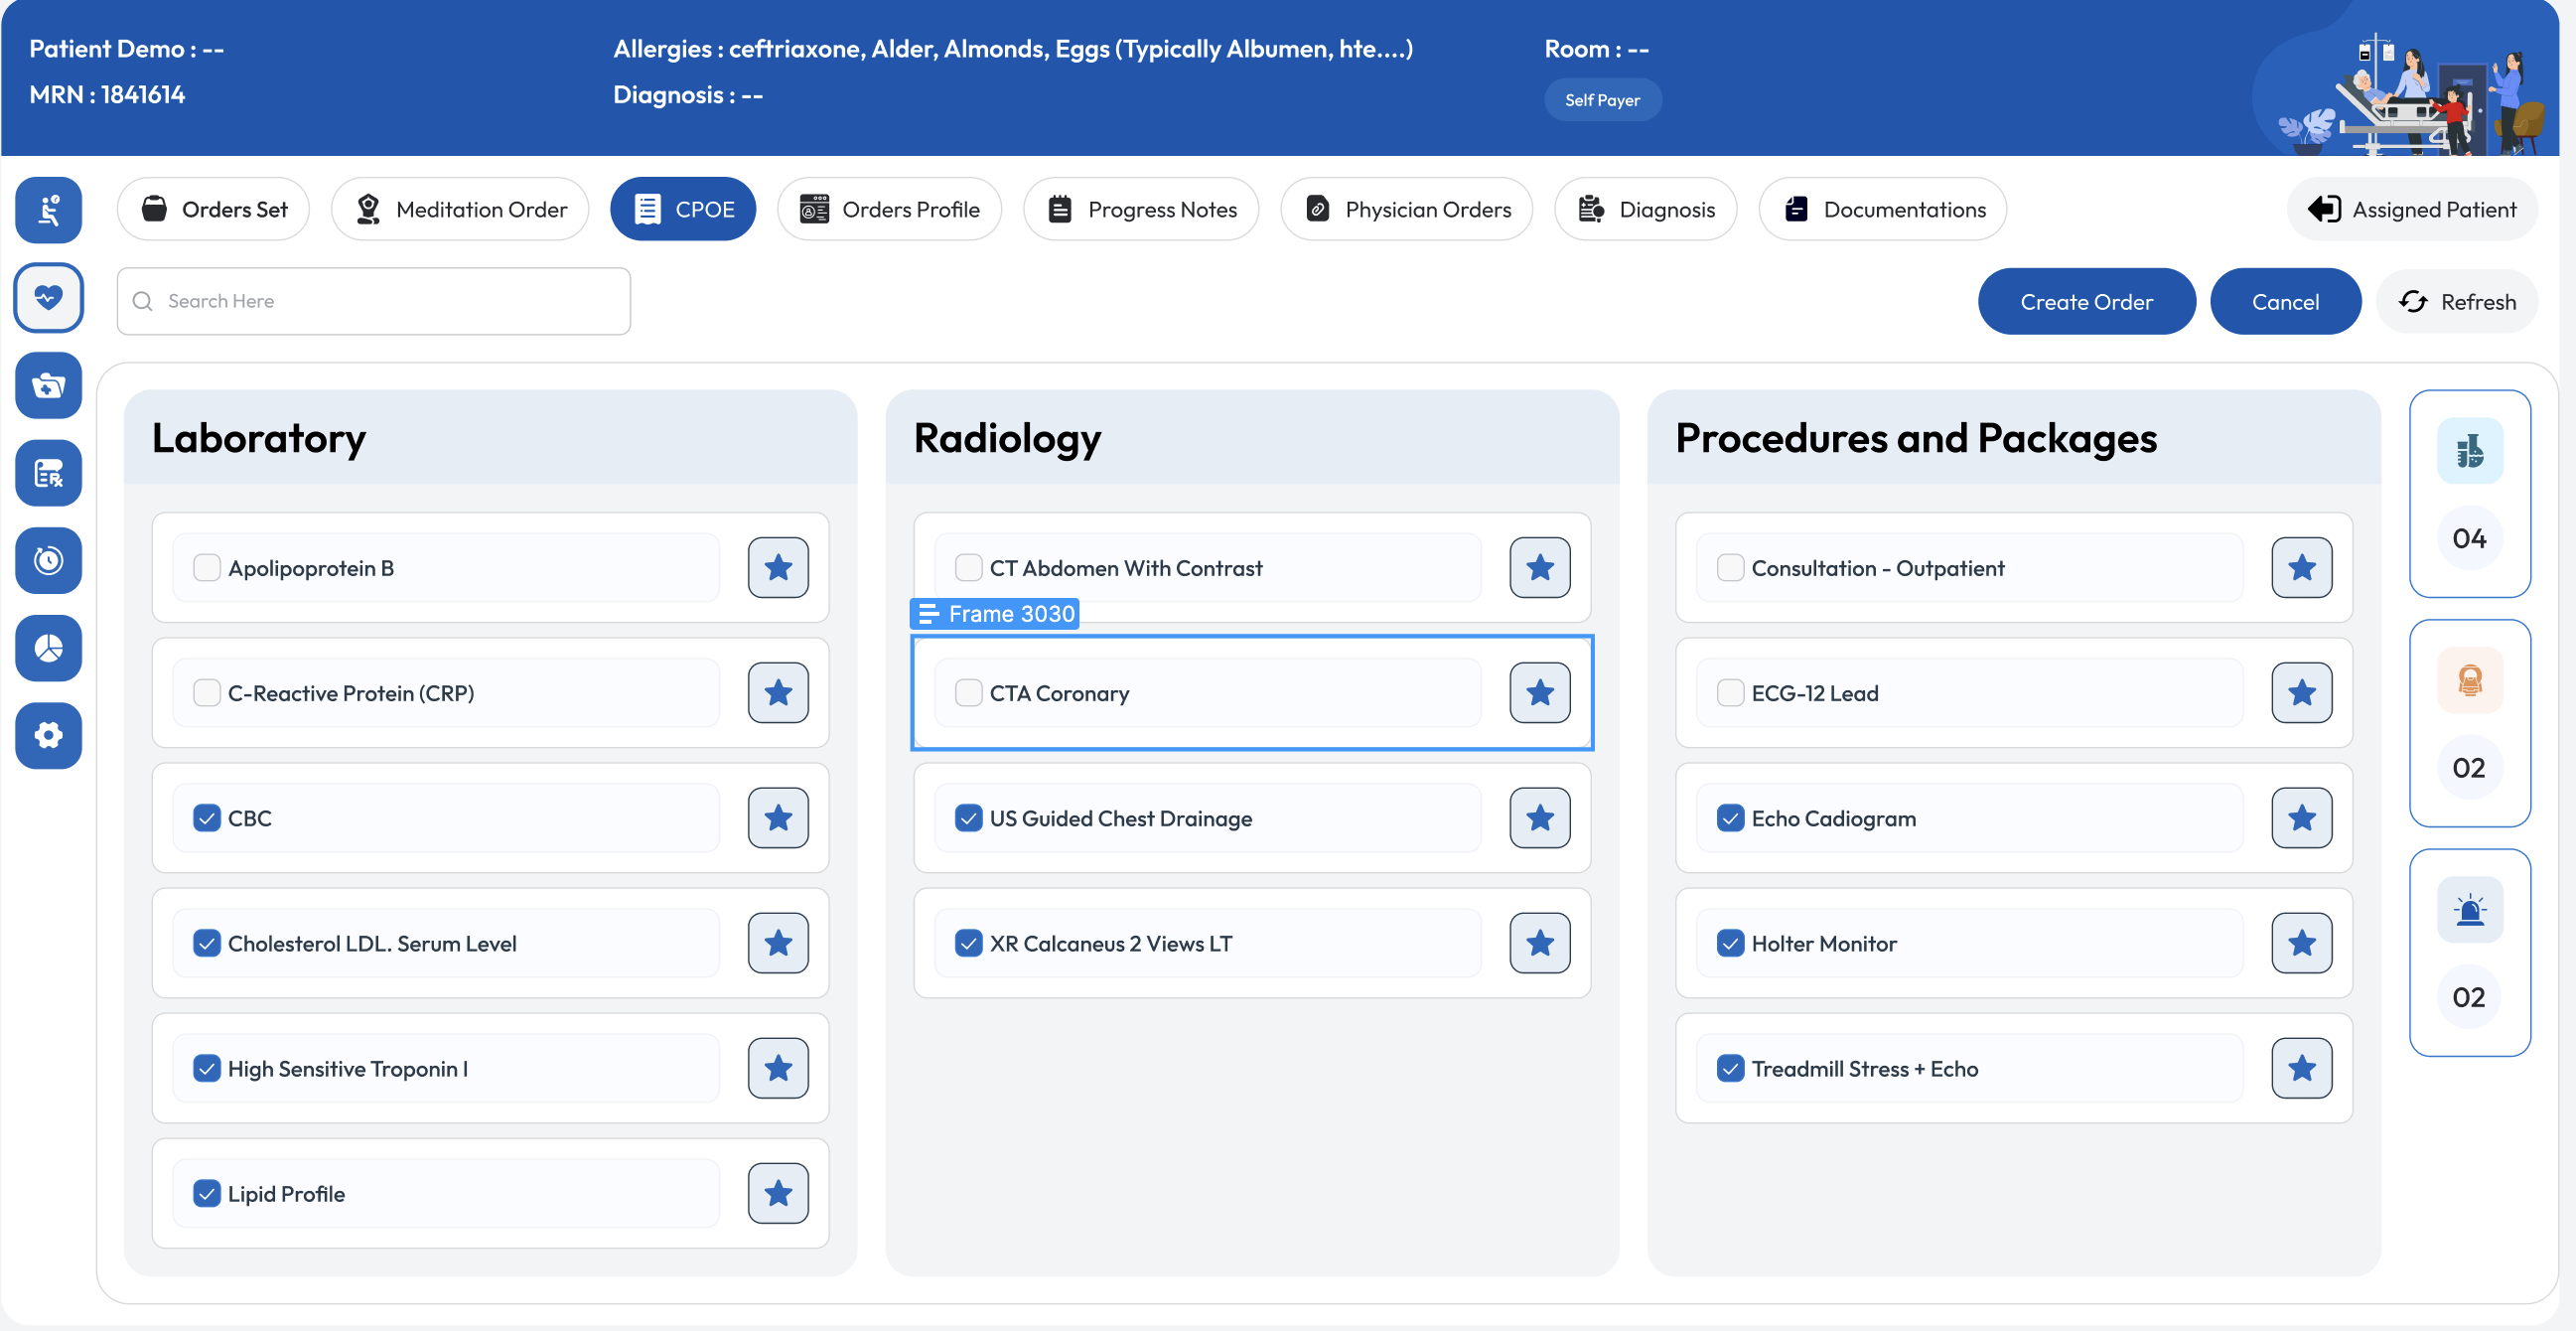 Patient Demo : --
MRN : 1841614
Allergies : ceftriaxone, Alder, Almonds, Eggs (Typically Albumen, hte....)
Diagnosis : --
Room : --
Self Payer
Orders Set
Meditation Order
CPOE
Orders Profile
Progress Notes
Physician Orders
Diagnosis
Documentations
Assigned Patient
Search Here
Create Order
Cancel
Refresh
Laboratory
Apolipoprotein B
C-Reactive Protein (CRP)
CBC
Cholesterol LDL. Serum Level
High Sensitive Troponin I
Lipid Profile
Radiology
CT Abdomen With Contrast
Frame 3030
CTA Coronary
US Guided Chest Drainage
XR Calcaneus 2 Views LT
Procedures and Packages
Consultation - Outpatient
ECG-12 Lead
Echo Cadiogram
Holter Monitor
Treadmill Stress + Echo
04
02
02